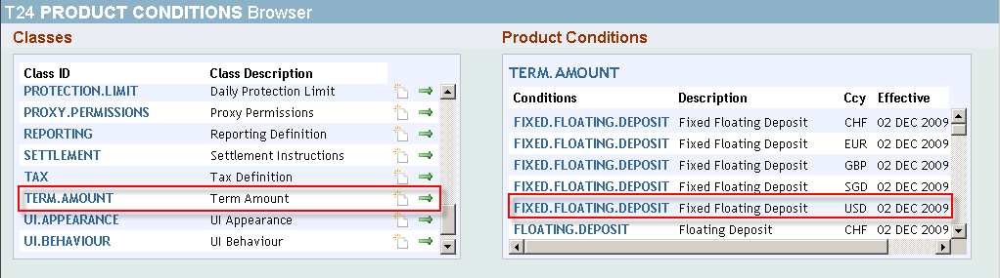 T24 PRODUCT CONDITIONS Browser
Classes
Class ID Class Description
PROTECTION.LIMIT Daily Protection Limit
PROXY.PERMISSIONS Proxy Permissions
REPORTING Reporting Definition
SETTLEMENT Settlement Instructions
TAX Tax Definition
TERM.AMOUNT Term Amount
UI.APPEARANCE UI Appearance
UI.BEHAVIOUR UI Behaviour
Product Conditions
TERM.AMOUNT
Conditions Description Ccy Effective
FIXED.FLOATING.DEPOSIT Fixed Floating Deposit CHF 02 DEC 2009
FIXED.FLOATING.DEPOSIT Fixed Floating Deposit EUR 02 DEC 2009
FIXED.FLOATING.DEPOSIT Fixed Floating Deposit GBP 02 DEC 2009
FIXED.FLOATING.DEPOSIT Fixed Floating Deposit SGD 02 DEC 2009
FIXED.FLOATING.DEPOSIT Fixed Floating Deposit USD 02 DEC 2009
FLOATING.DEPOSIT Floating Deposit CHF 02 DEC 2009